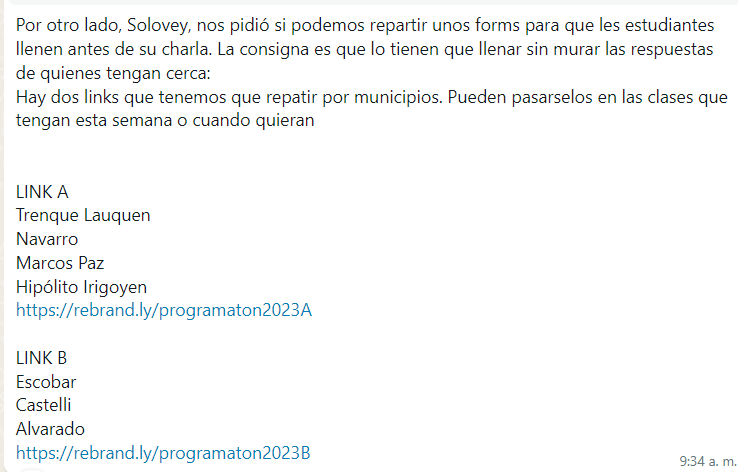 Por otro lado, Solovey, nos pidió si podemos repartir unos forms para que les estudiantes
llenen antes de su charla. La consigna es que lo tienen que llenar sin murar las respuestas
de quienes tengan cerca:
Hay dos links que tenemos que repatir por municipios. Pueden pasarselos en las clases que
tengan esta semana o cuando quieran
LINK A
Trenque Lauquen
Navarro
Marcos Paz
Hipólito Irigoyen
https://rebrand.ly/programaton2023A
LINK B
Escobar
Castelli
Alvarado
https://rebrand.ly/programaton2023B
9:34 a. m.